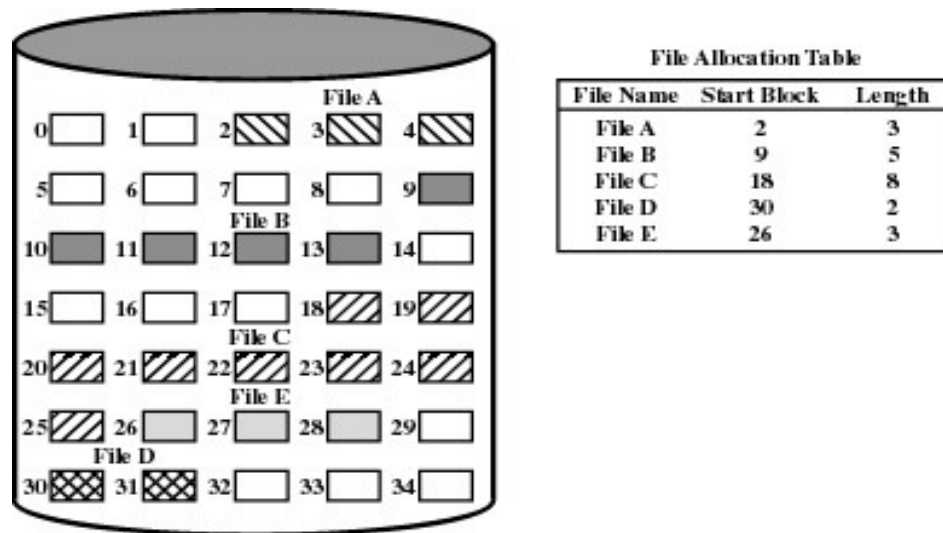 File A
0 1 2 3 4
5 6 7 8 9
File B
10 11 12 13 14
15 16 17 18 19
File C
20 21 22 23 24
File E
25 26 27 28 29
File D
30 31 32 33 34
File Allocation Table
File Name Start Block Length
File A 2 3
File B 9 5
File C 18 8
File D 30 2
File E 26 3